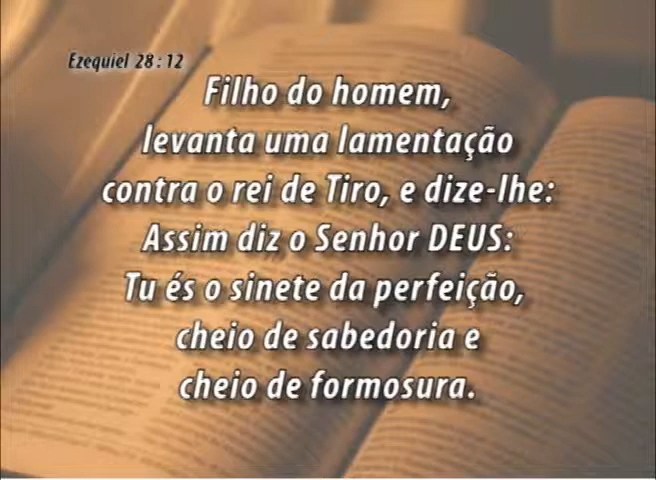 Ezequiel 28:12
Filho do homem,
levanta uma lamentação
contra o rei de Tiro, e dize-lhe:
Assim diz o Senhor DEUS:
Tu és o sinete da perfeição,
cheio de sabedoria e
cheio de formosura.